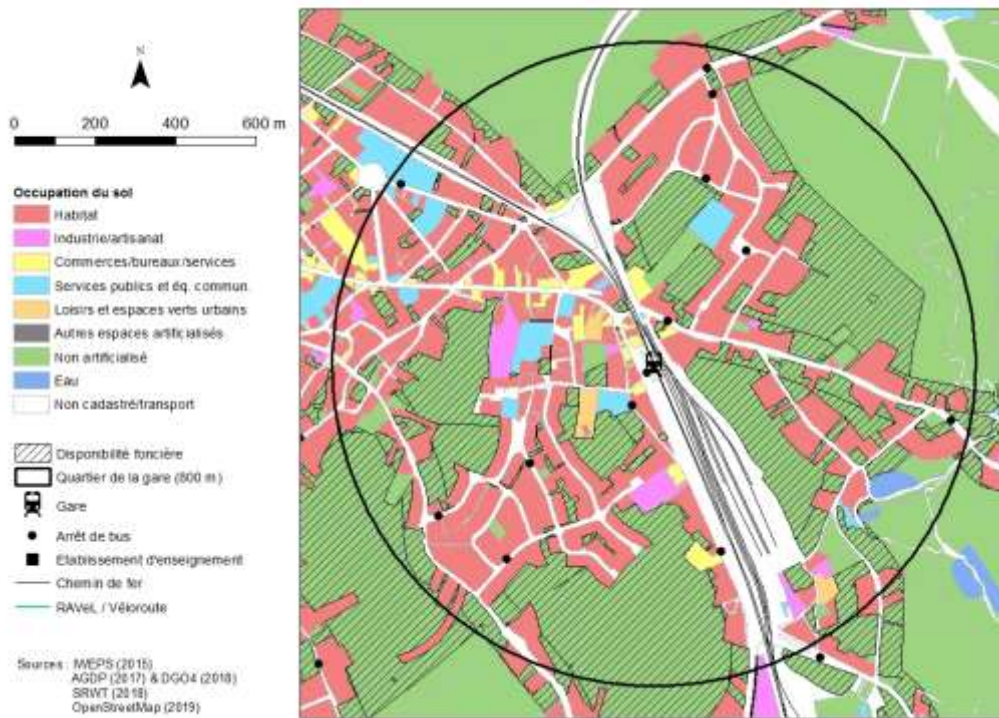 N
0 200 400 600 m
Occupation du sol
Habitat
Industrie/artisanat
Commerces/bureaux/services
Services publics et éq. commun.
Loisirs et espaces verts urbains
Autres espaces artificialisés
Non artificialisé
Eau
Non cadastré/transport
Disponibilité foncière
Quartier de la gare (800 m)
Gare
Arrêt de bus
Etablissement d'enseignement
Chemin de fer
RAVeL / Véloroute
Sources : IWEPS (2015)
AGDP (2017) & DGO4 (2018)
SRWT (2018)
OpenStreetMap (2019)